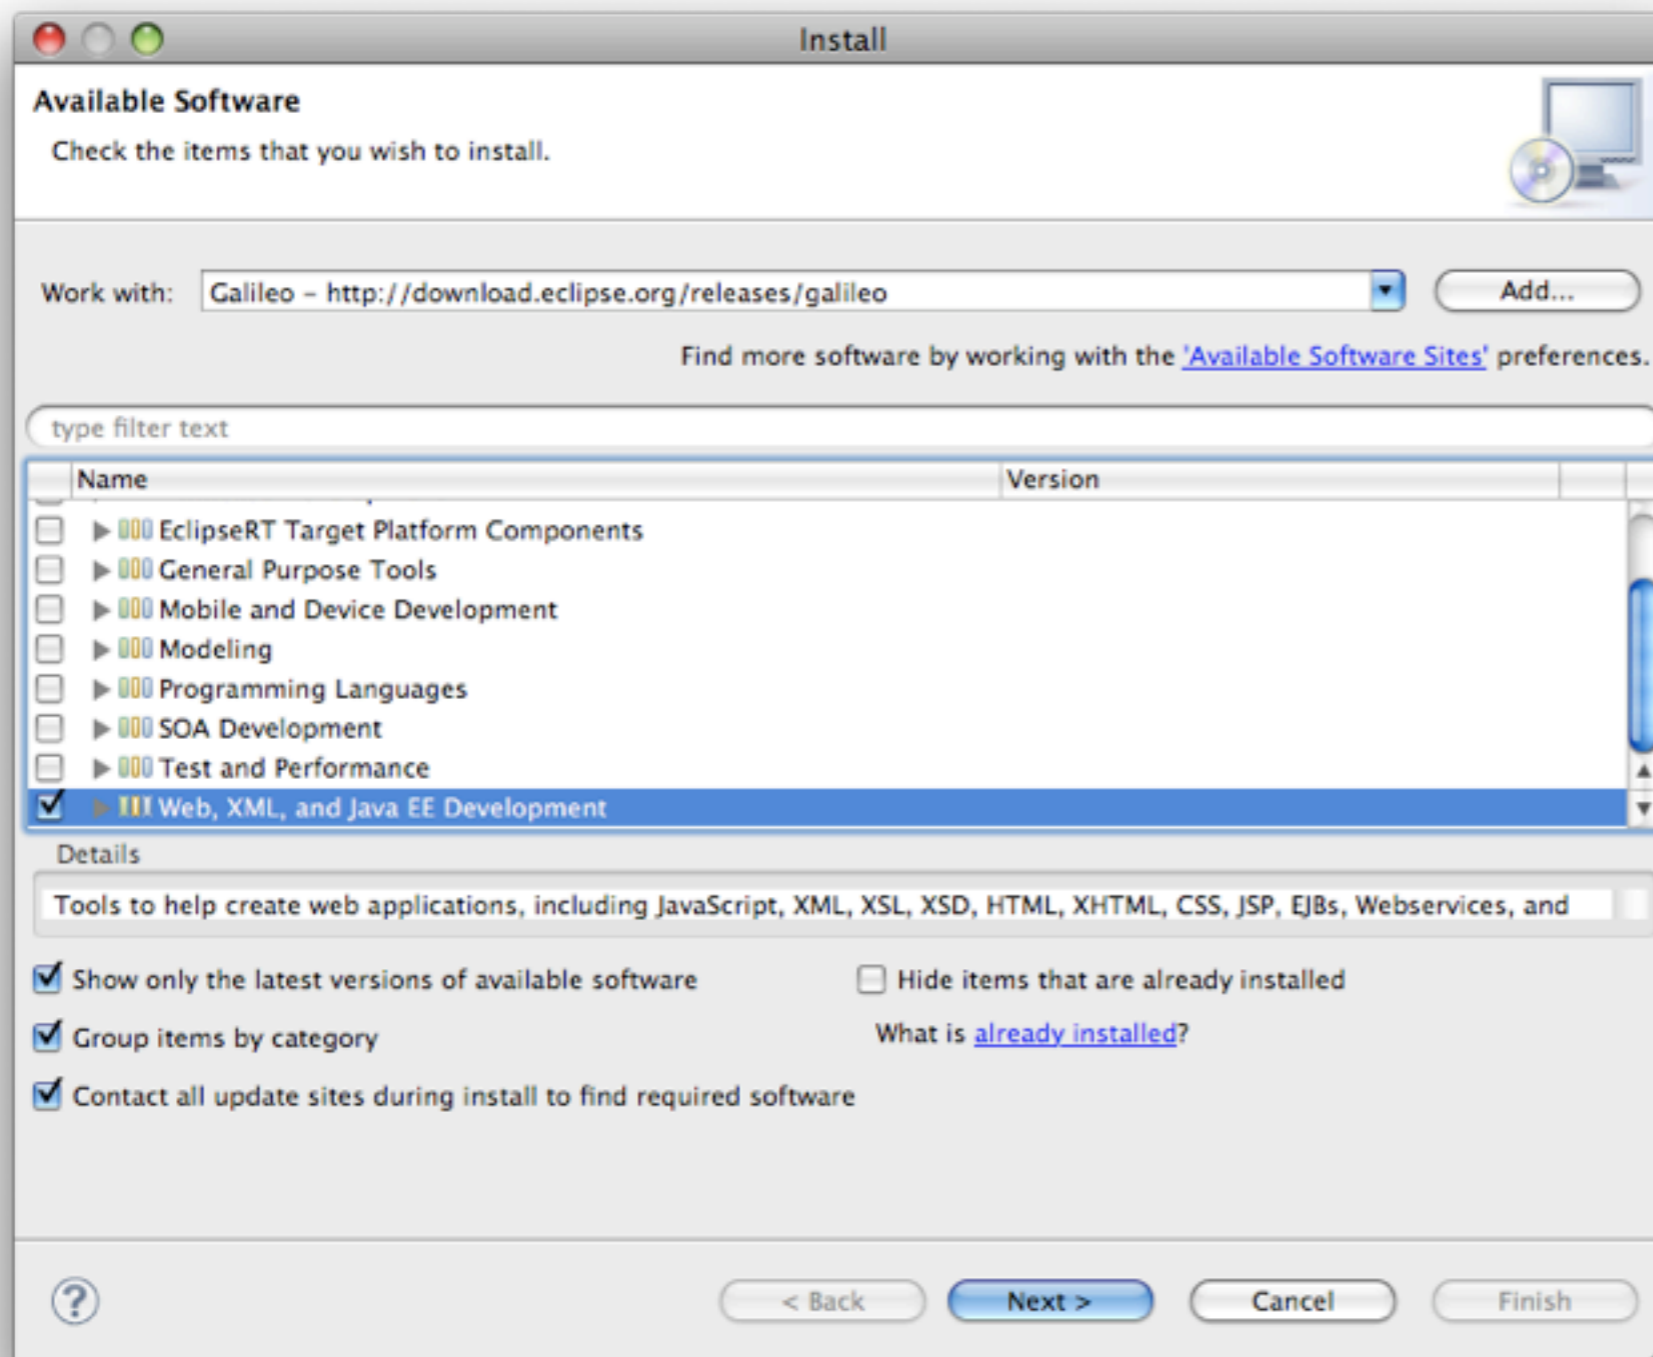 Install
Available Software
Check the items that you wish to install.
Work with: Galileo – http://download.eclipse.org/releases/galileo Add...
Find more software by working with the 'Available Software Sites' preferences.
type filter text
Name Version
EclipseRT Target Platform Components
General Purpose Tools
Mobile and Device Development
Modeling
Programming Languages
SOA Development
Test and Performance
Web, XML, and Java EE Development
Details
Tools to help create web applications, including JavaScript, XML, XSL, XSD, HTML, XHTML, CSS, JSP, EJBs, Webservices, and
Show only the latest versions of available software Hide items that are already installed
Group items by category What is already installed?
Contact all update sites during install to find required software
? < Back Next > Cancel Finish